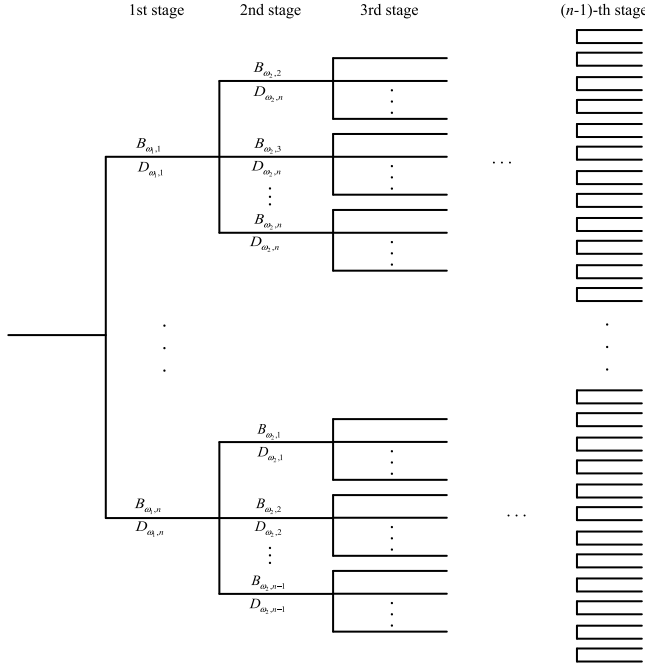 1st stage 2nd stage 3rd stage (n-1)-th stage
B_{ω₂,2}
D_{ω₂,n}
B_{ω₁,1} B_{ω₂,3}
D_{ω₁,1} D_{ω₂,n}
B_{ω₂,n}
D_{ω₂,n}
B_{ω₂,1}
D_{ω₂,1}
B_{ω₁,n} B_{ω₂,2}
D_{ω₁,n} D_{ω₂,2}
B_{ω₂,n−1}
D_{ω₂,n−1}